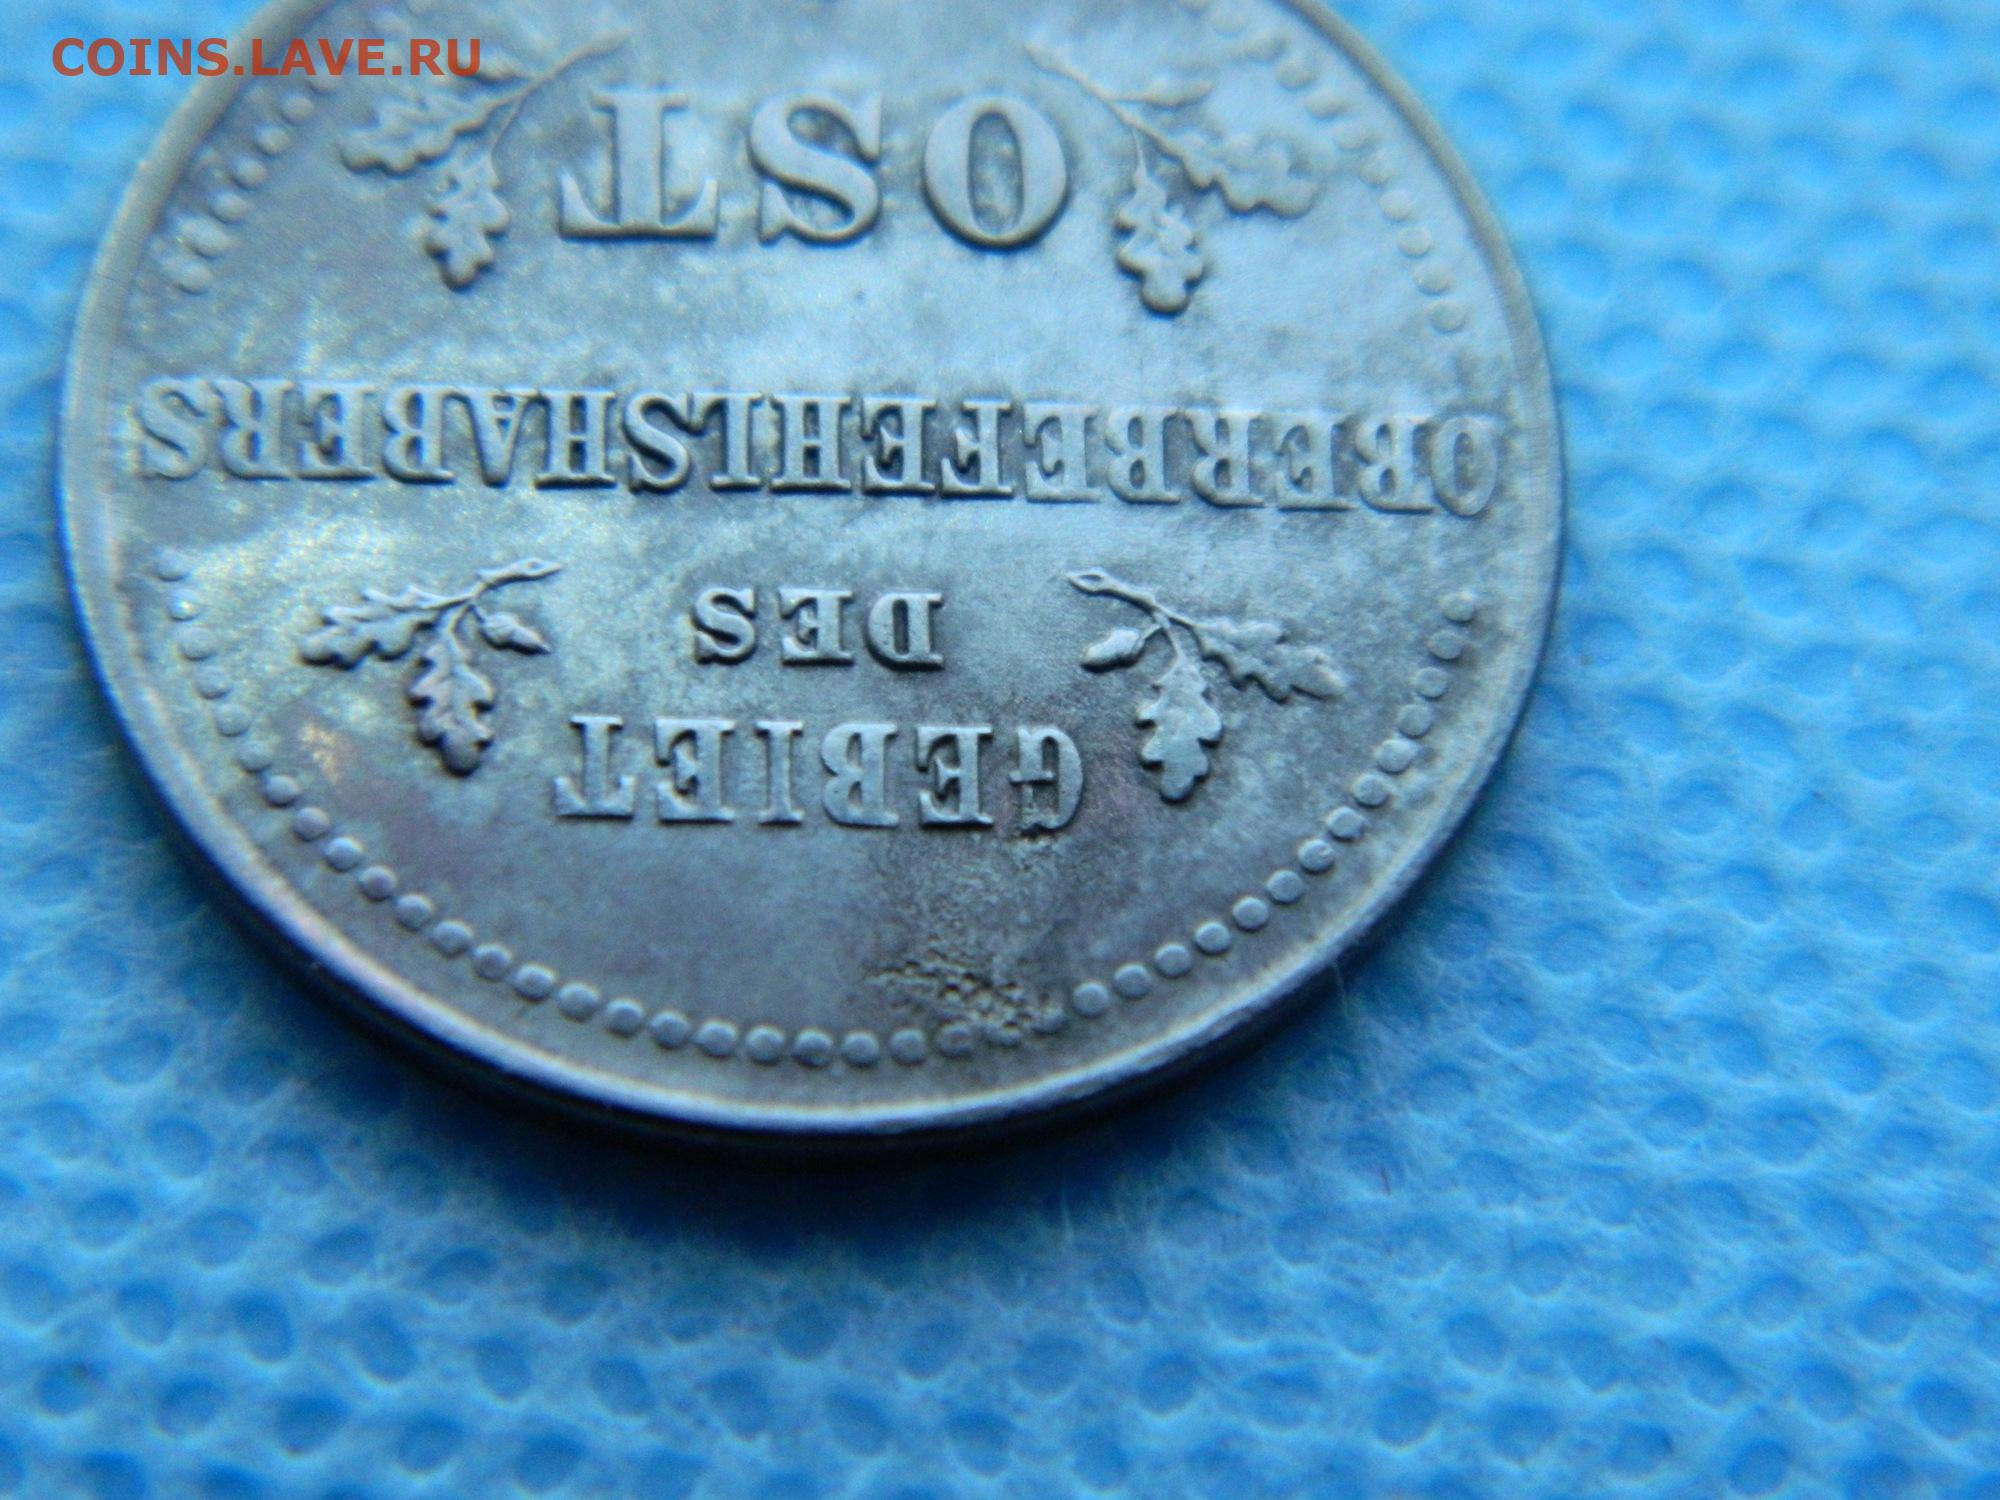 COINS.LAVE.RU
GEBIET
DES
OBERBEFEHLSHABERS
OST